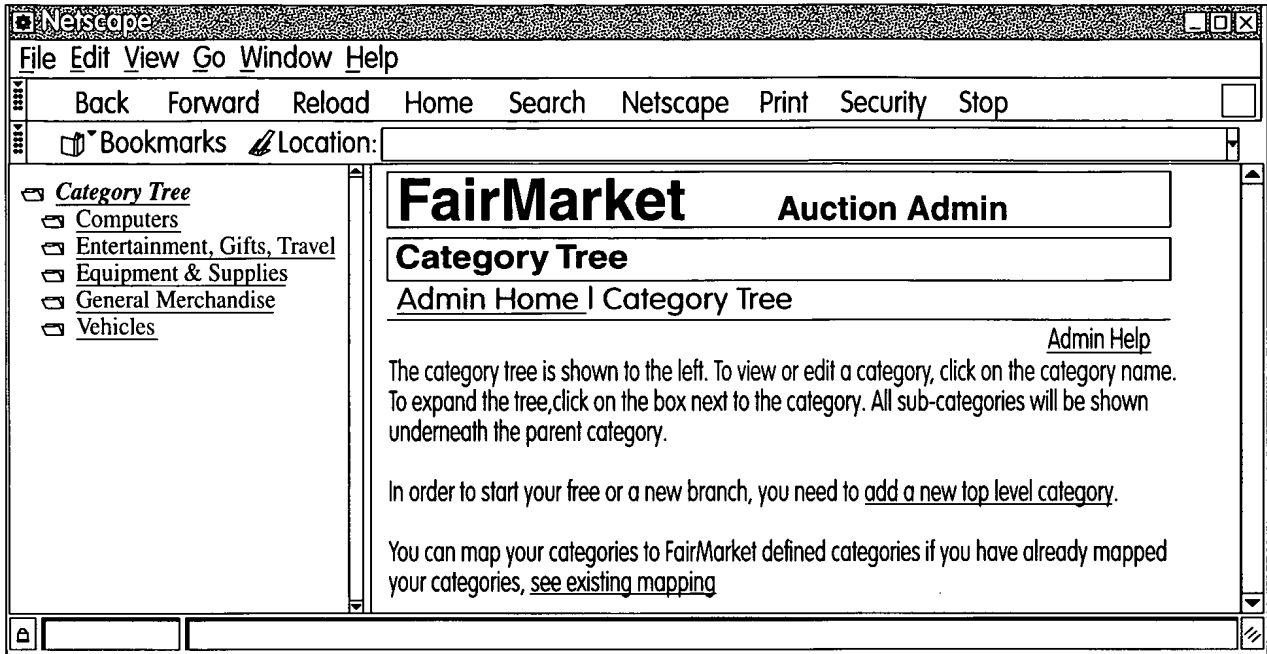 Netscape
File Edit View Go Window Help
Back Forward Reload Home Search Netscape Print Security Stop
Bookmarks Location:
Category Tree
Computers
Entertainment, Gifts, Travel
Equipment & Supplies
General Merchandise
Vehicles
FairMarket Auction Admin
Category Tree
Admin Home | Category Tree
Admin Help
The category tree is shown to the left. To view or edit a category, click on the category name.
To expand the tree,click on the box next to the category. All sub-categories will be shown
underneath the parent category.
In order to start your free or a new branch, you need to add a new top level category.
You can map your categories to FairMarket defined categories if you have already mapped
your categories, see existing mapping